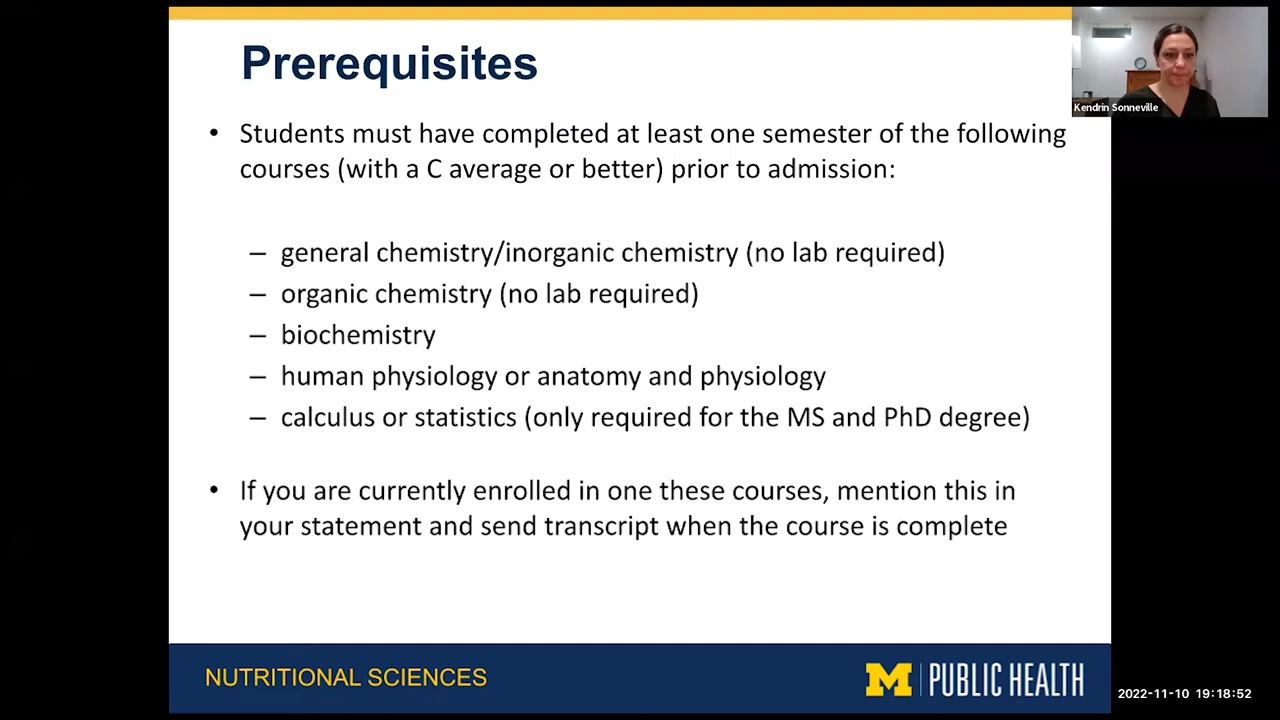 Prerequisites
Kendrin Sonneville
• Students must have completed at least one semester of the following
courses (with a C average or better) prior to admission:
– general chemistry/inorganic chemistry (no lab required)
– organic chemistry (no lab required)
– biochemistry
– human physiology or anatomy and physiology
– calculus or statistics (only required for the MS and PhD degree)
• If you are currently enrolled in one these courses, mention this in
your statement and send transcript when the course is complete
NUTRITIONAL SCIENCES
M | PUBLIC HEALTH
2022-11-10 19:18:52